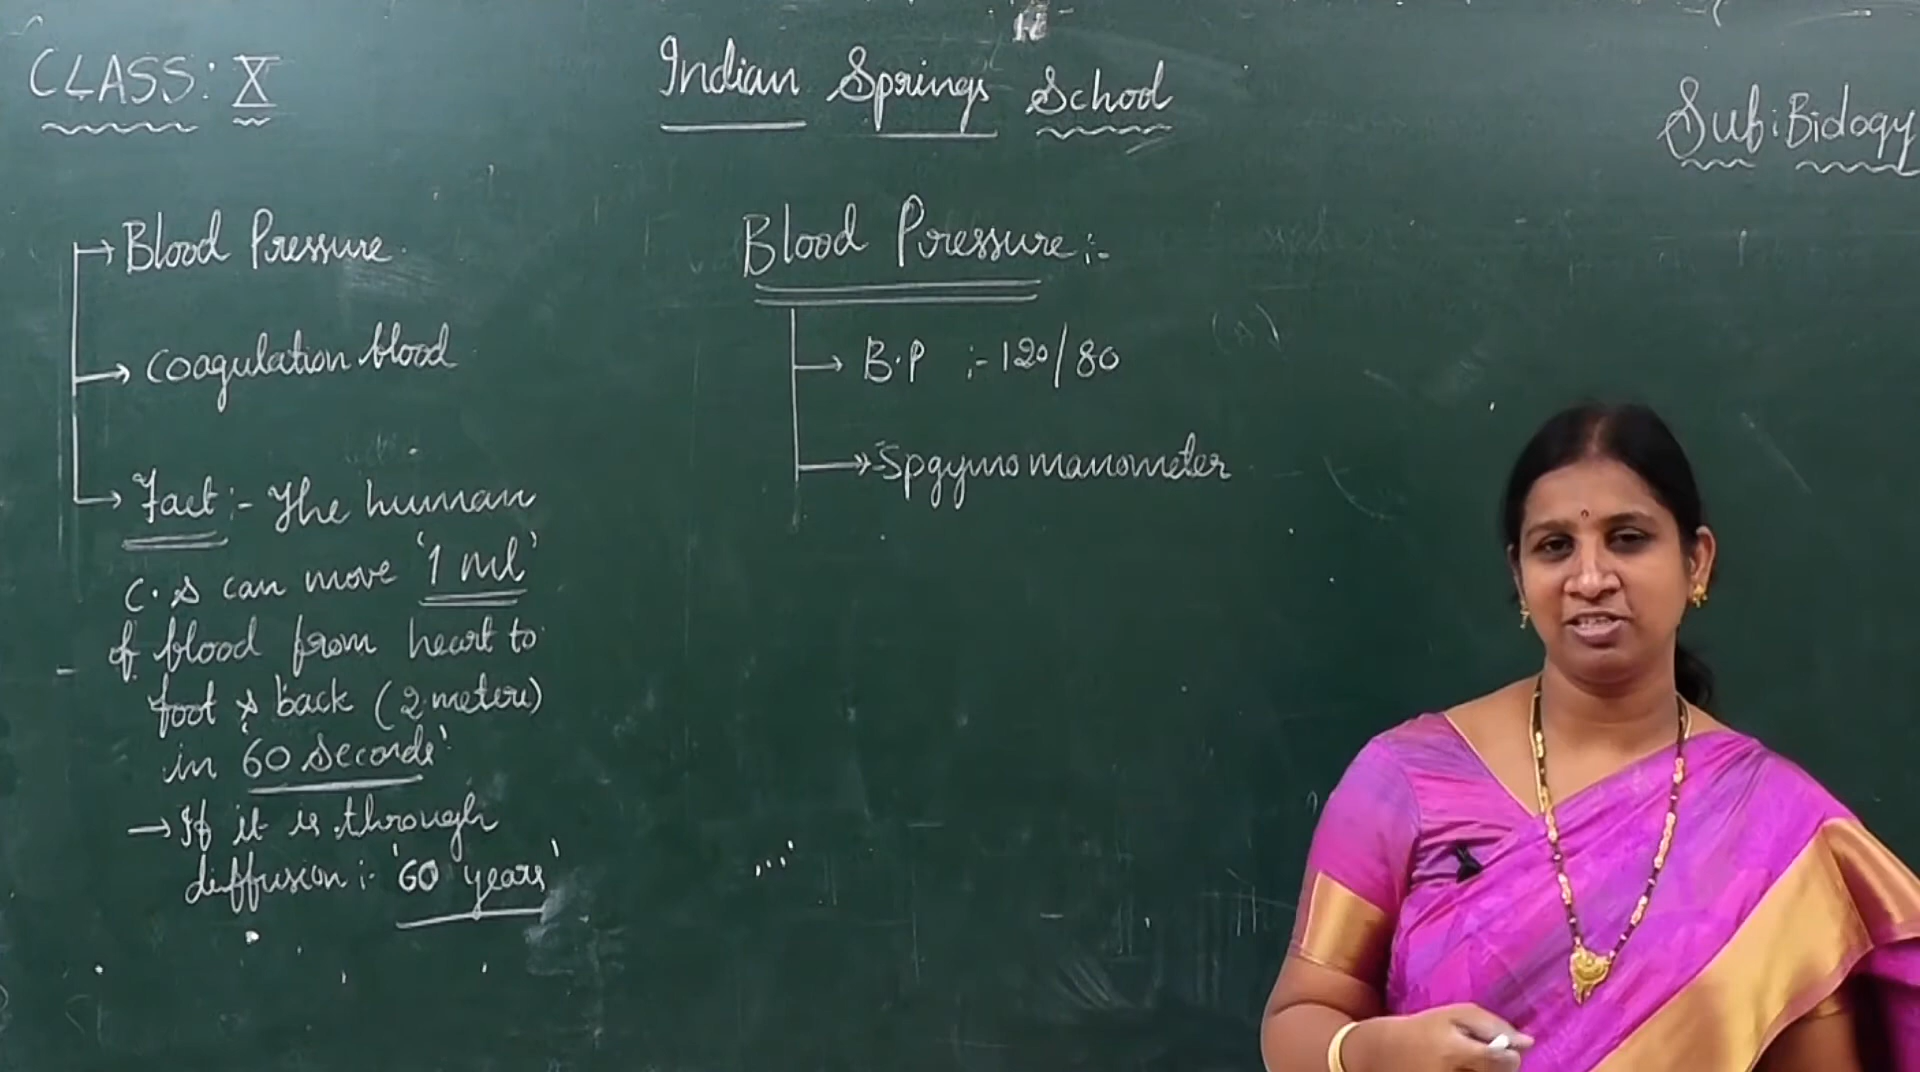 CLASS: X
Indian Springs School
Sub: Biology
Blood Pressure
Coagulation blood
Fact :- The human
C.S can move '1 ml'
of blood from heart to
foot & back (2 meters)
in '60 seconds'
If it is through
diffusion :- '60 years'
Blood Pressure :-
B.P :- 120/80
Spgymomanometer